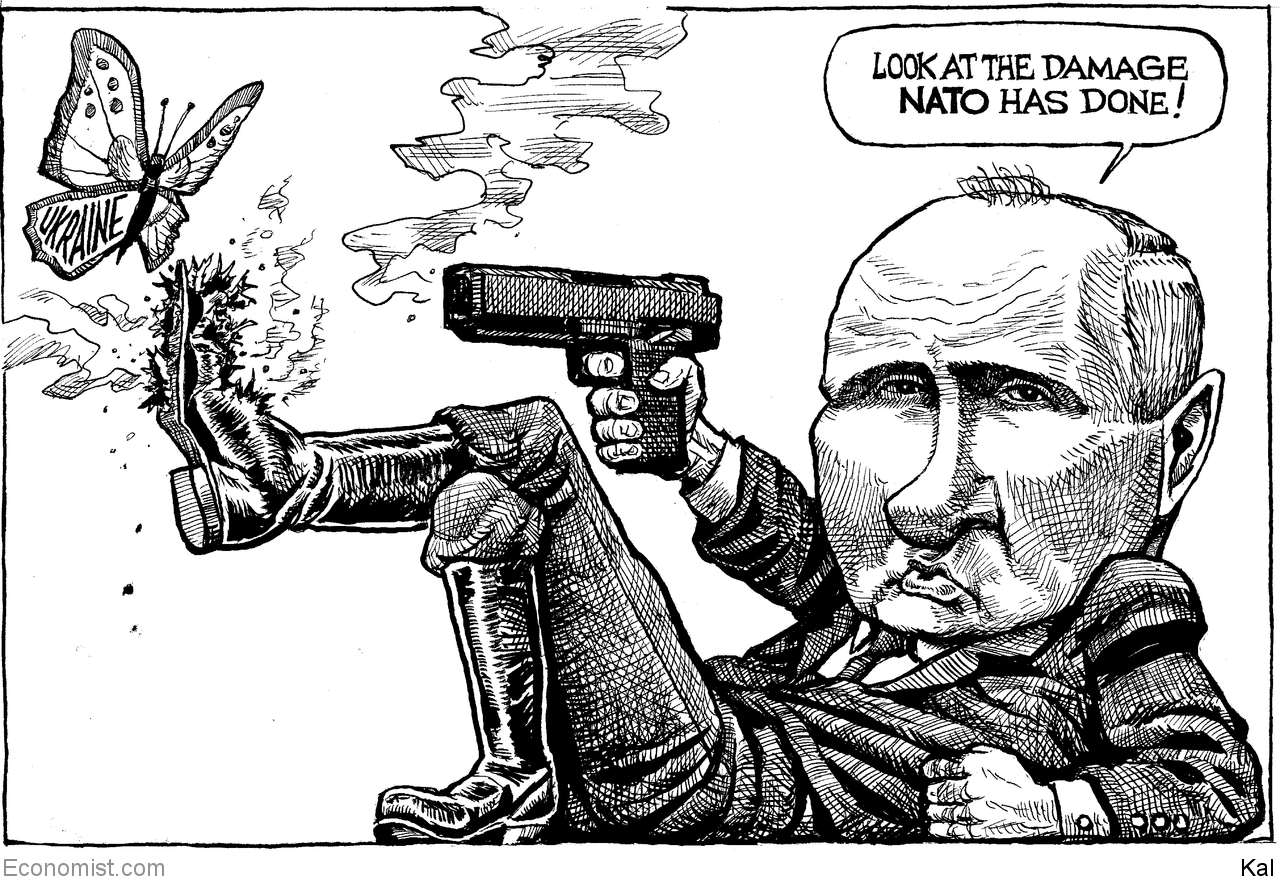 LOOK AT THE DAMAGE
NATO HAS DONE!
UKRAINE
Economist.com
Kal